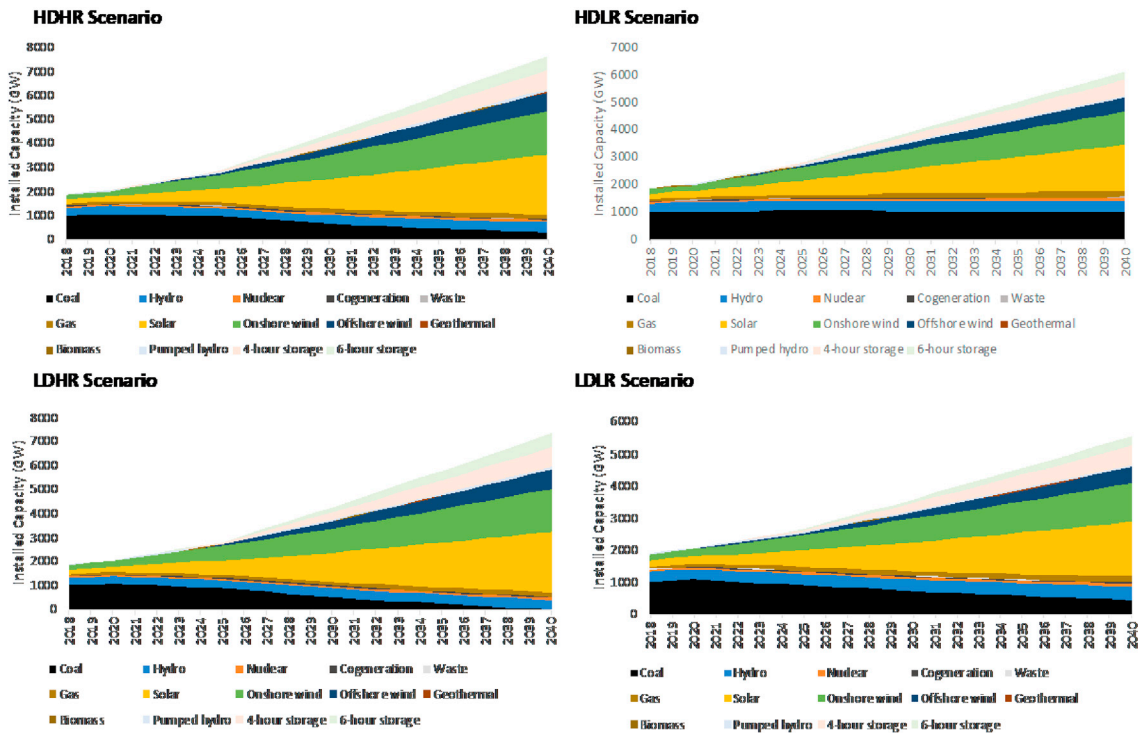 HDHR Scenario
Installed Capacity (GW)
8000
7000
6000
5000
4000
3000
2000
1000
0
2018 2019 2020 2021 2022 2023 2024 2025 2026 2027 2028 2029 2030 2031 2032 2033 2034 2035 2036 2037 2038 2039 2040
Coal Hydro Nuclear Cogeneration Waste
Gas Solar Onshore wind Offshore wind Geothermal
Biomass Pumped hydro 4-hour storage 6-hour storage
HDLR Scenario
Installed Capacity (GW)
7000
6000
5000
4000
3000
2000
1000
0
2018 2019 2020 2021 2022 2023 2024 2025 2026 2027 2028 2029 2030 2031 2032 2033 2034 2035 2036 2037 2038 2039 2040
Coal Hydro Nuclear Cogeneration Waste
Gas Solar Onshore wind Offshore wind Geothermal
Biomass Pumped hydro 4-hour storage 6-hour storage
LDHR Scenario
Installed Capacity (GW)
8000
7000
6000
5000
4000
3000
2000
1000
0
2018 2019 2020 2021 2022 2023 2024 2025 2026 2027 2028 2029 2030 2031 2032 2033 2034 2035 2036 2037 2038 2039 2040
Coal Hydro Nuclear Cogeneration Waste
Gas Solar Onshore wind Offshore wind Geothermal
Biomass Pumped hydro 4-hour storage 6-hour storage
LDLR Scenario
Installed Capacity (GW)
6000
5000
4000
3000
2000
1000
0
2018 2019 2020 2021 2022 2023 2024 2025 2026 2027 2028 2029 2030 2031 2032 2033 2034 2035 2036 2037 2038 2039 2040
Coal Hydro Nuclear Cogeneration Waste
Gas Solar Onshore wind Offshore wind Geothermal
Biomass Pumped hydro 4-hour storage 6-hour storage